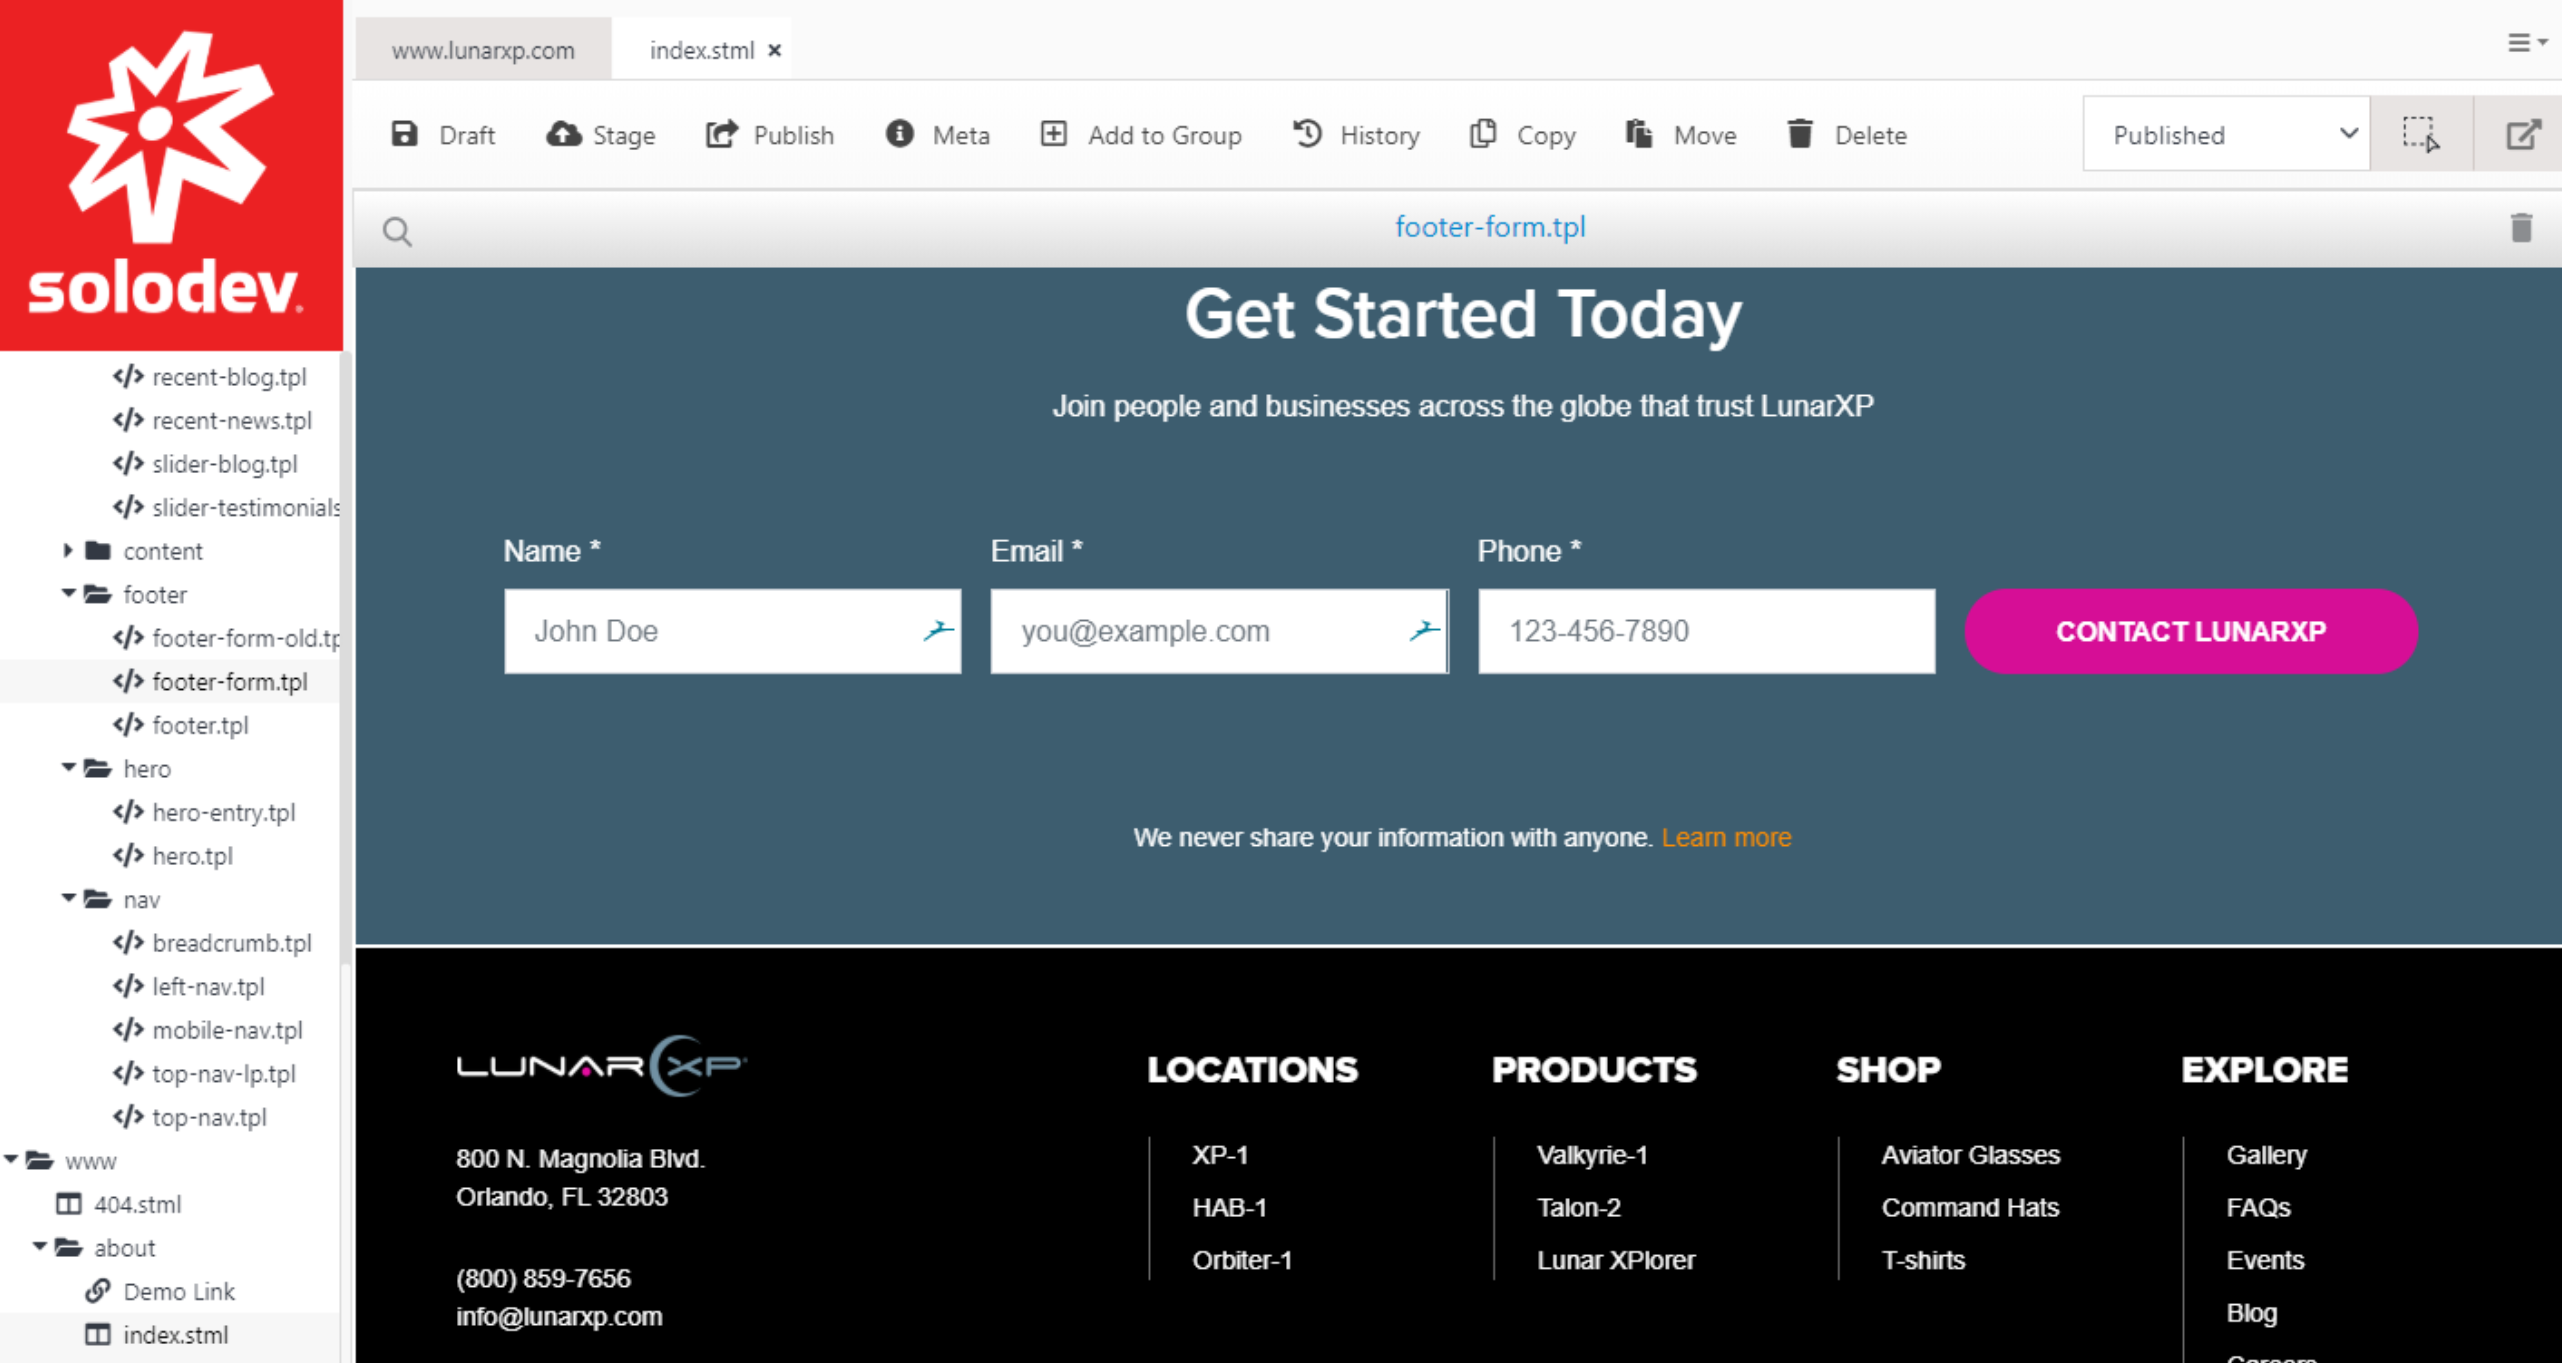 solodev
www.lunarxp.com
index.stml ×
Draft
Stage
Publish
Meta
Add to Group
History
Copy
Move
Delete
Published
footer-form.tpl
recent-blog.tpl
recent-news.tpl
slider-blog.tpl
slider-testimonials
content
footer
footer-form-old.tp
footer-form.tpl
footer.tpl
hero
hero-entry.tpl
hero.tpl
nav
breadcrumb.tpl
left-nav.tpl
mobile-nav.tpl
top-nav-lp.tpl
top-nav.tpl
www
404.stml
about
Demo Link
index.stml
Get Started Today
Join people and businesses across the globe that trust LunarXP
Name *
Email *
Phone *
John Doe
you@example.com
123-456-7890
CONTACT LUNARXP
We never share your information with anyone. Learn more
LUNAR XP
800 N. Magnolia Blvd.
Orlando, FL 32803
(800) 859-7656
info@lunarxp.com
LOCATIONS
XP-1
HAB-1
Orbiter-1
PRODUCTS
Valkyrie-1
Talon-2
Lunar XPlorer
SHOP
Aviator Glasses
Command Hats
T-shirts
EXPLORE
Gallery
FAQs
Events
Blog